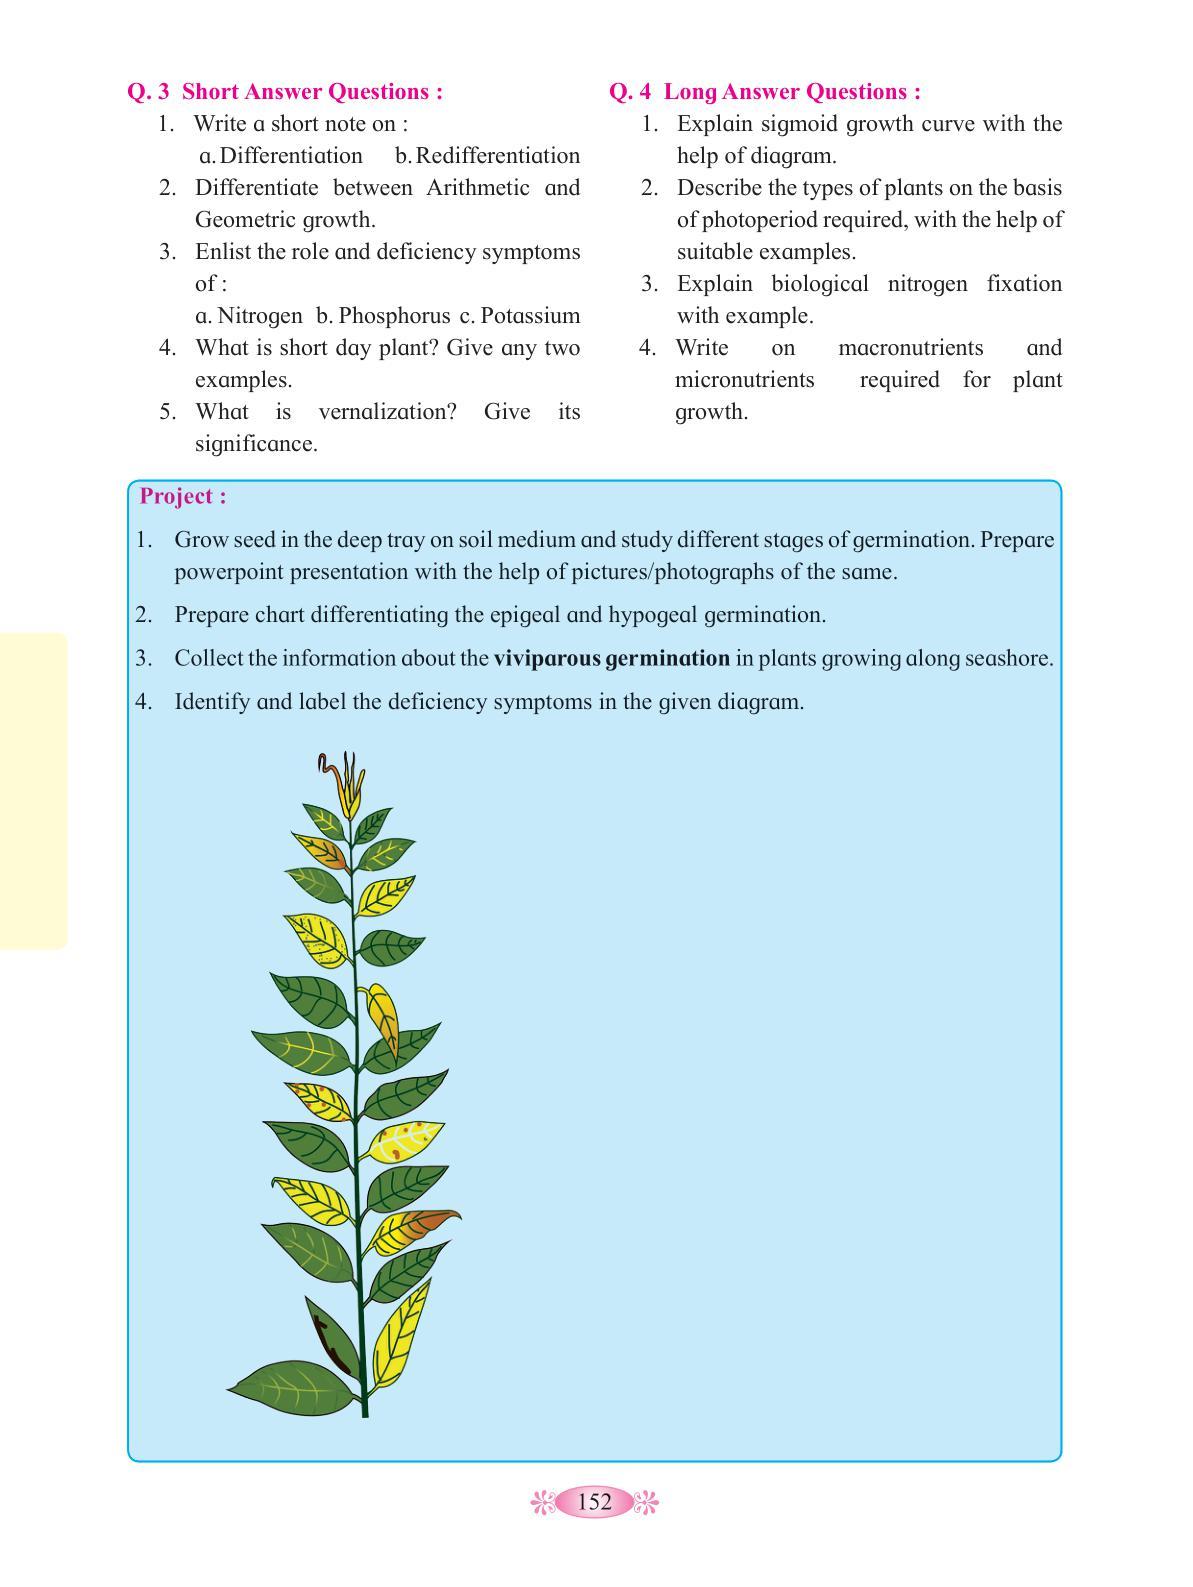 Q. 3 Short Answer Questions :
1. Write a short note on :
a. Differentiation b. Redifferentiation
2. Differentiate between Arithmetic and
Geometric growth.
3. Enlist the role and deficiency symptoms
of :
a. Nitrogen b. Phosphorus c. Potassium
4. What is short day plant? Give any two
examples.
5. What is vernalization? Give its
significance.
Q. 4 Long Answer Questions :
1. Explain sigmoid growth curve with the
help of diagram.
2. Describe the types of plants on the basis
of photoperiod required, with the help of
suitable examples.
3. Explain biological nitrogen fixation
with example.
4. Write on macronutrients and
micronutrients required for plant
growth.
Project :
1. Grow seed in the deep tray on soil medium and study different stages of germination. Prepare
powerpoint presentation with the help of pictures/photographs of the same.
2. Prepare chart differentiating the epigeal and hypogeal germination.
3. Collect the information about the viviparous germination in plants growing along seashore.
4. Identify and label the deficiency symptoms in the given diagram.
152